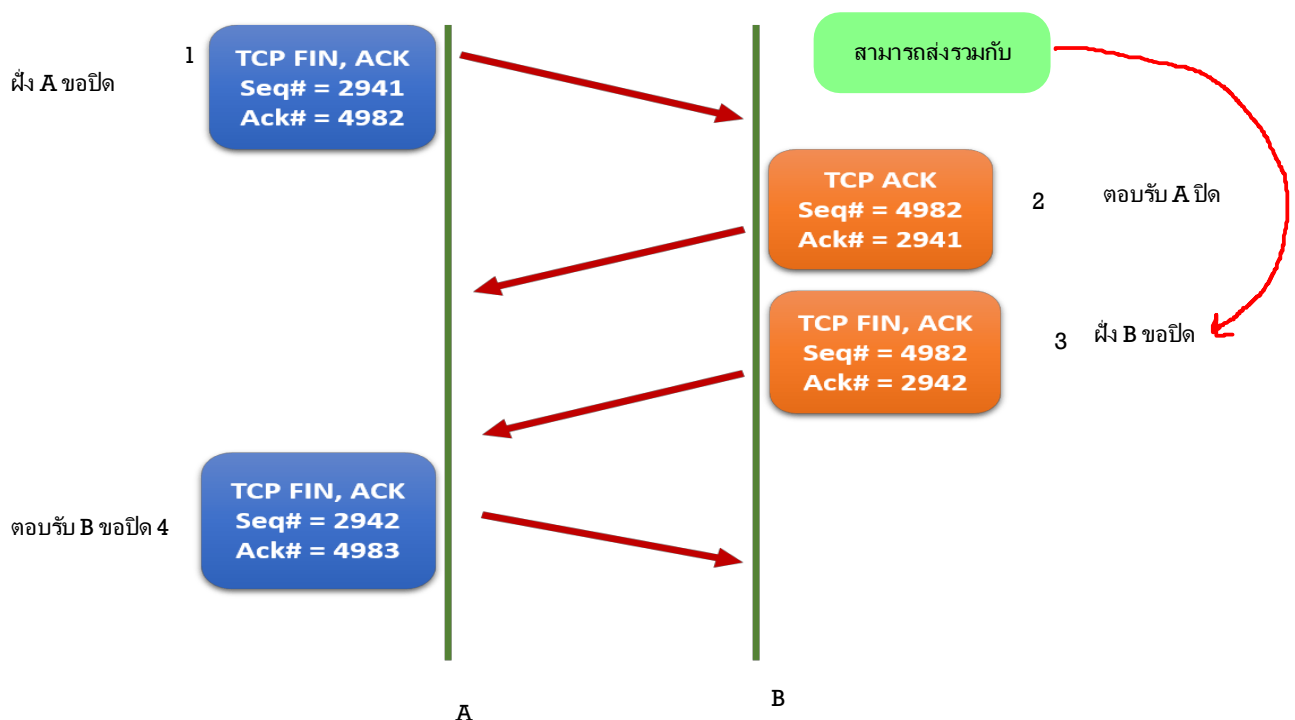 1
ฝั่ง A ขอปิด
TCP FIN, ACK
Seq# = 2941
Ack# = 4982
สามารถส่งรวมกับ
TCP ACK
Seq# = 4982
Ack# = 2941
2
ตอบรับ A ปิด
TCP FIN, ACK
Seq# = 4982
Ack# = 2942
3
ฝั่ง B ขอปิด
ตอบรับ B ขอปิด 4
TCP FIN, ACK
Seq# = 2942
Ack# = 4983
A
B